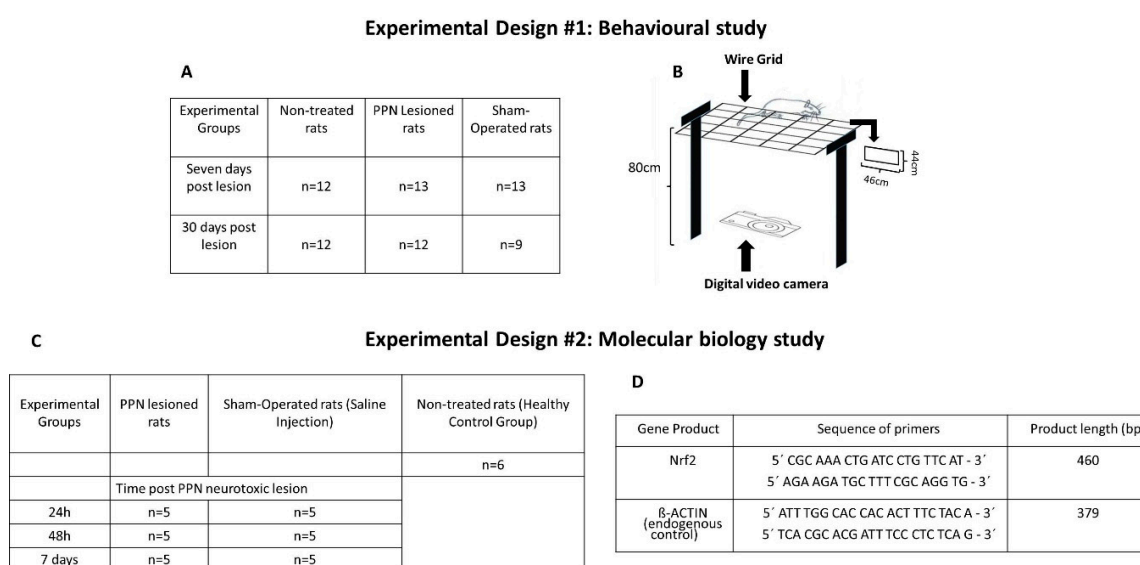 Experimental Design #1: Behavioural study
A
Experimental Groups Non-treated rats PPN Lesioned rats Sham-Operated rats
Seven days post lesion n=12 n=13 n=13
30 days post lesion n=12 n=12 n=9
B
Wire Grid
80cm
44cm
46cm
Digital video camera
Experimental Design #2: Molecular biology study
C
Experimental Groups PPN lesioned rats Sham-Operated rats (Saline Injection) Non-treated rats (Healthy Control Group)
n=6
Time post PPN neurotoxic lesion
24h n=5 n=5
48h n=5 n=5
7 days n=5 n=5
D
Gene Product Sequence of primers Product length (bp
Nrf2 5´ CGC AAA CTG ATC CTG TTC AT - 3´ 460
5´ AGA AGA TGC TTT CGC AGG TG - 3´
ß-ACTIN (endogenous control) 5´ ATT TGG CAC CAC ACT TTC TAC A - 3´ 379
5´ TCA CGC ACG ATT TCC CTC TCA G - 3´